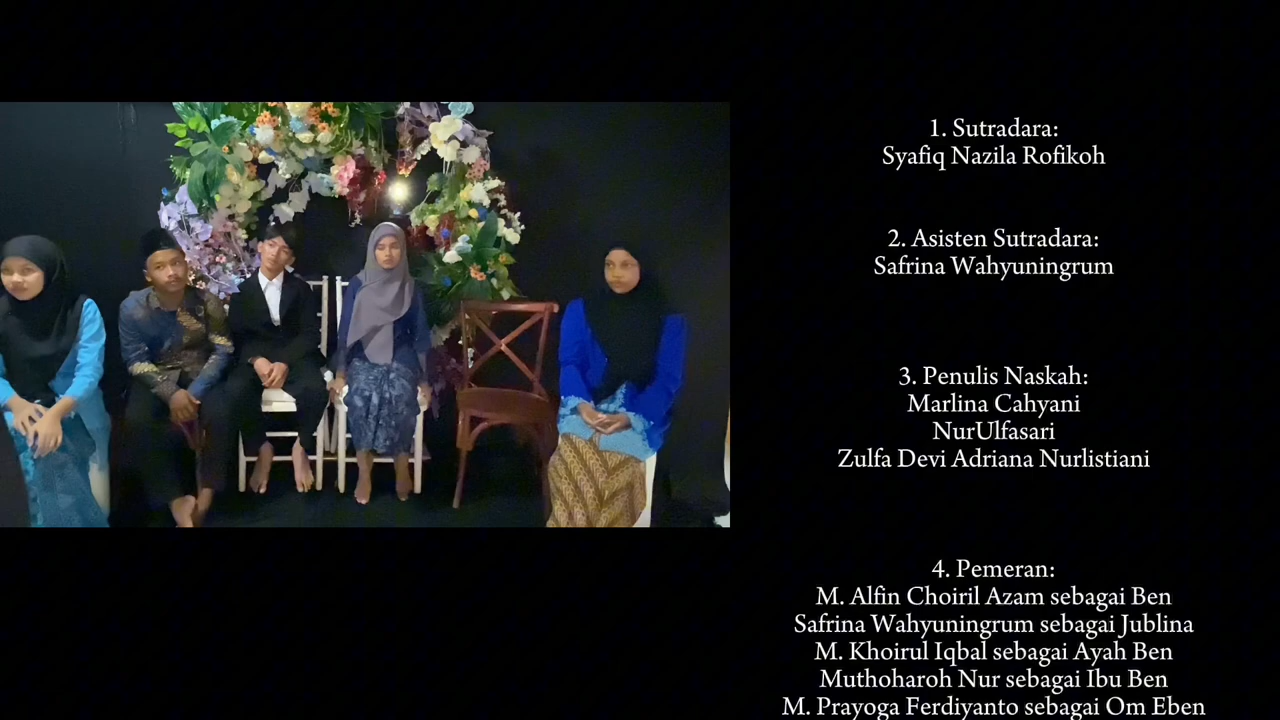 1. Sutradara:
Syafiq Nazila Rofikoh
2. Asisten Sutradara:
Safrina Wahyuningrum
3. Penulis Naskah:
Marlina Cahyani
NurUlfasari
Zulfa Devi Adriana Nurlistiani
4. Pemeran:
M. Alfin Choiril Azam sebagai Ben
Safrina Wahyuningrum sebagai Jublina
M. Khoirul Iqbal sebagai Ayah Ben
Muthoharoh Nur sebagai Ibu Ben
M. Prayoga Ferdiyanto sebagai Om Eben